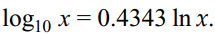 log₁₀ x = 0.4343 ln x.